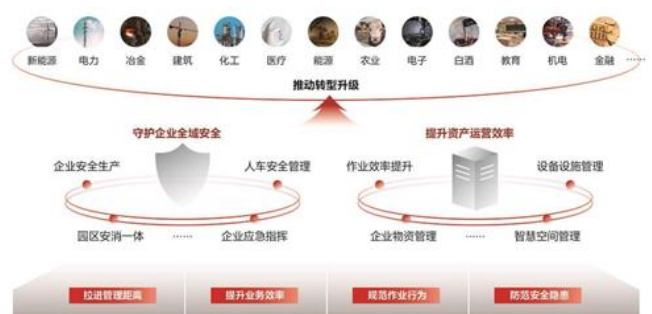 新能源 电力 冶金 建筑 化工 医疗 能源 农业 电子 白酒 教育 机电 金融 ……
推动转型升级
守护企业全域安全 提升资产运营效率
企业安全生产 人车安全管理 作业效率提升 设备设施管理
园区安消一体 …… 企业应急指挥 企业物资管理 …… 智慧空间管理
拉进管理距离 提升业务效率 规范作业行为 防范安全隐患